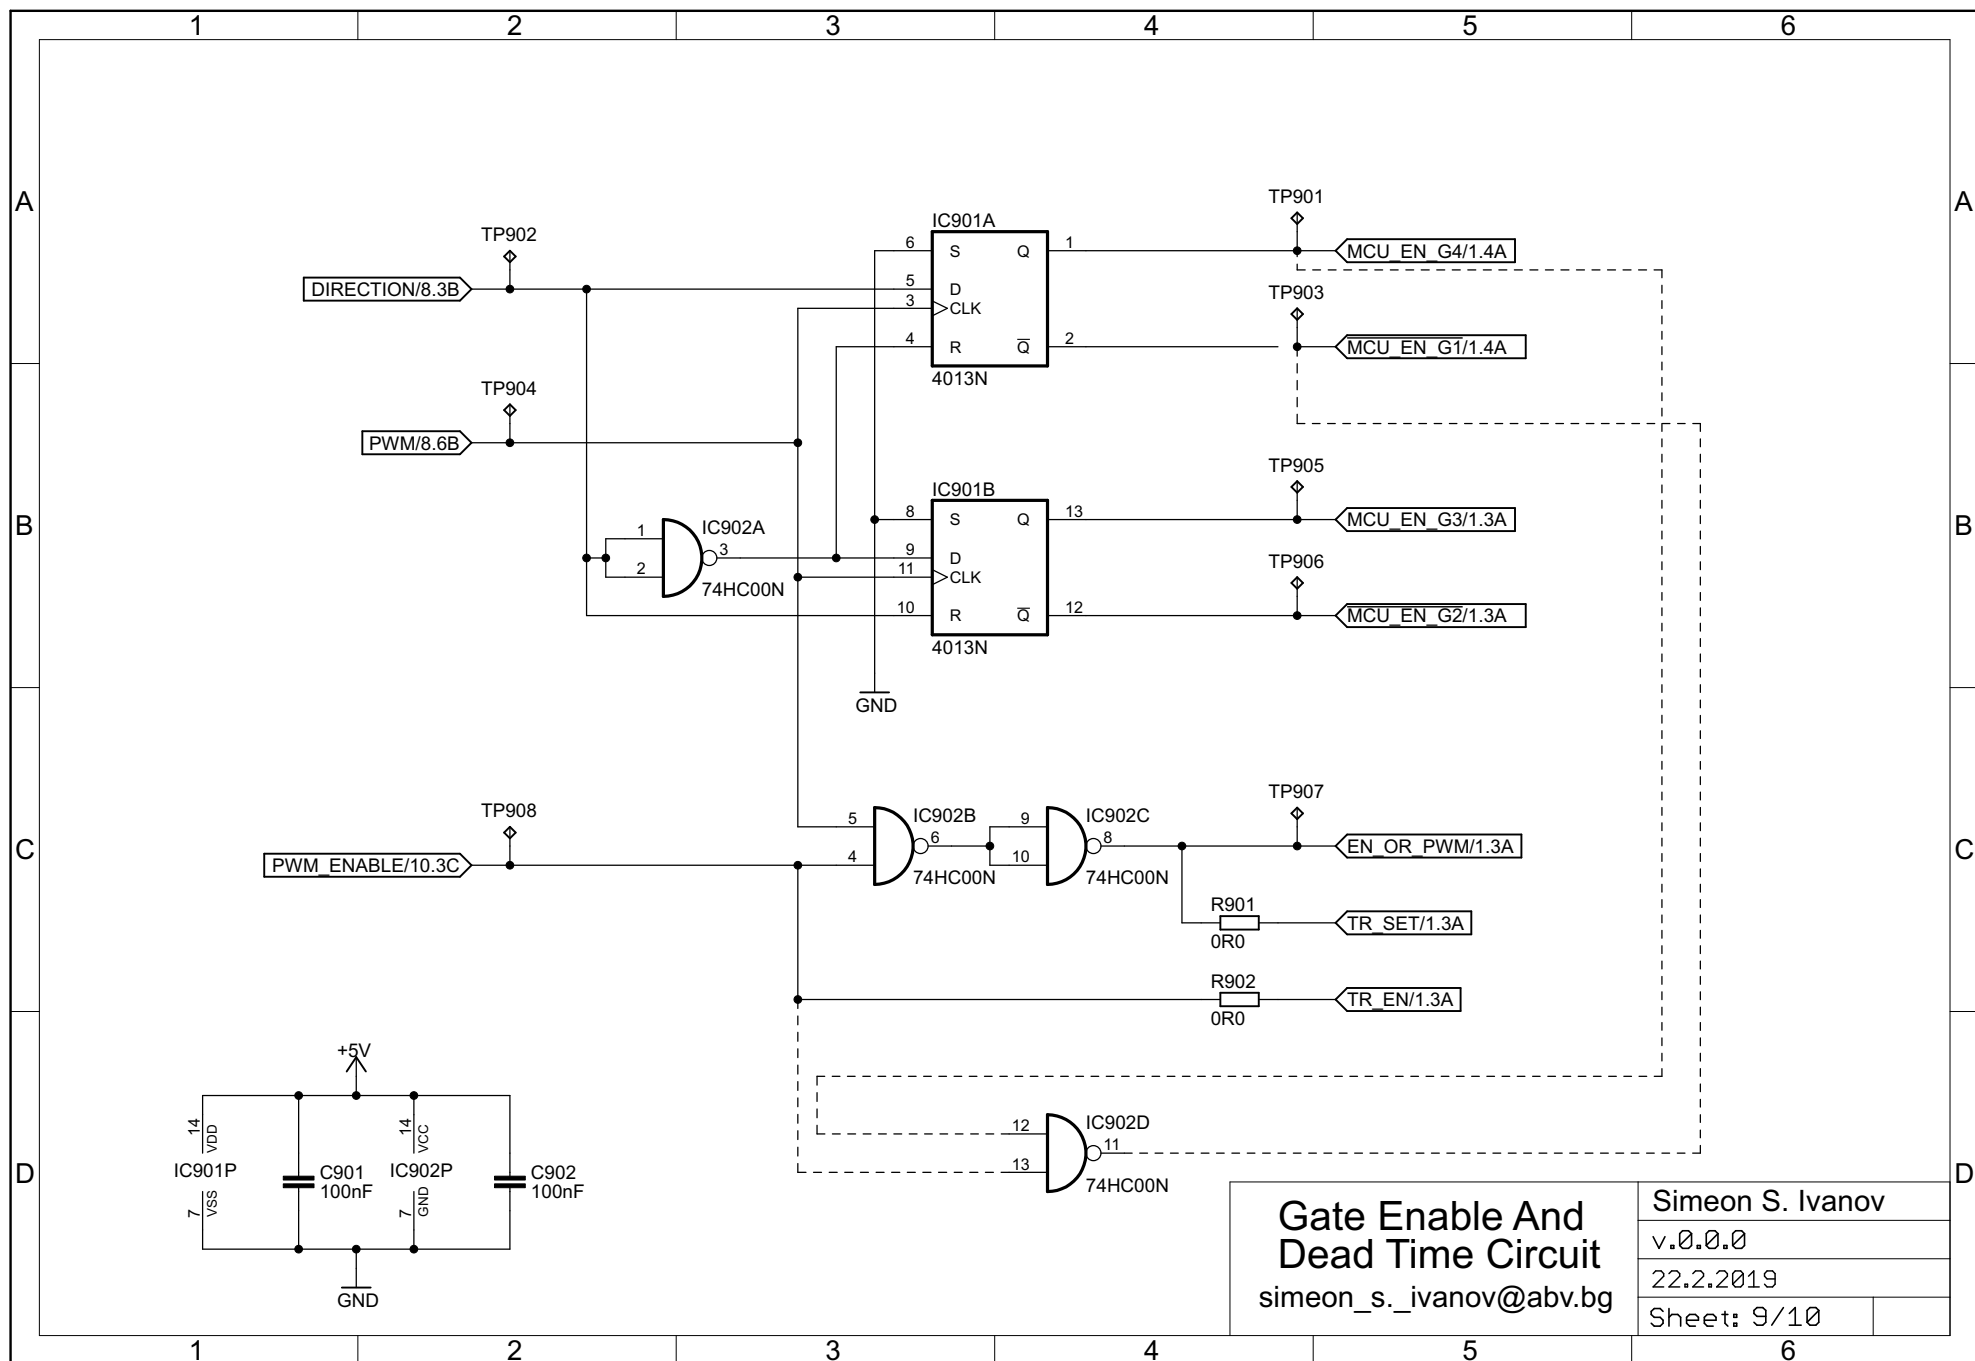 1 2 3 4 5 6
A A
TP901
IC901A
TP902
6 S Q 1
MCU_EN_G4/1.4A
DIRECTION/8.3B
5 D
TP903
3 CLK
4 R Q 2
MCU_EN_G1/1.4A
4013N
TP904
PWM/8.6B
TP905
IC901B
8 S Q 13
MCU_EN_G3/1.3A
B B
IC902A
1
2
3
74HC00N
9 D
TP906
11 CLK
10 R Q 12
MCU_EN_G2/1.3A
4013N
GND
TP908
TP907
5
4
IC902B
6
74HC00N
9
10
IC902C
8
74HC00N
EN_OR_PWM/1.3A
C C
PWM_ENABLE/10.3C
R901
0R0
TR_SET/1.3A
R902
0R0
TR_EN/1.3A
+5V
14 VDD
IC901P
7 VSS
C901
100nF
14 VCC
IC902P
7 GND
C902
100nF
GND
12
13
IC902D
11
74HC00N
D D
Gate Enable And
Dead Time Circuit
simeon_s._ivanov@abv.bg
Simeon S. Ivanov
v.0.0.0
22.2.2019
Sheet: 9/10
1 2 3 4 5 6